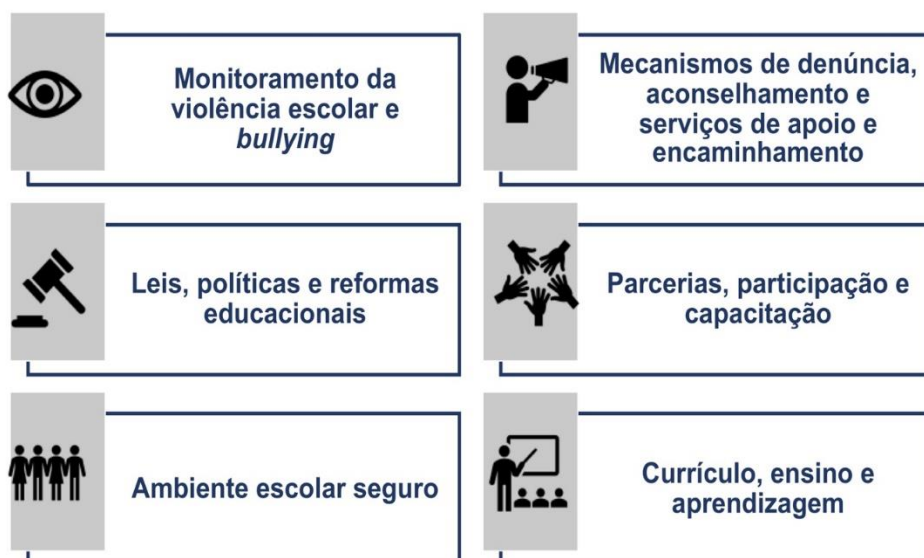 Monitoramento da
violência escolar e
bullying
Mecanismos de denúncia,
aconselhamento e
serviços de apoio e
encaminhamento
Leis, políticas e reformas
educacionais
Parcerias, participação e
capacitação
Ambiente escolar seguro
Currículo, ensino e
aprendizagem